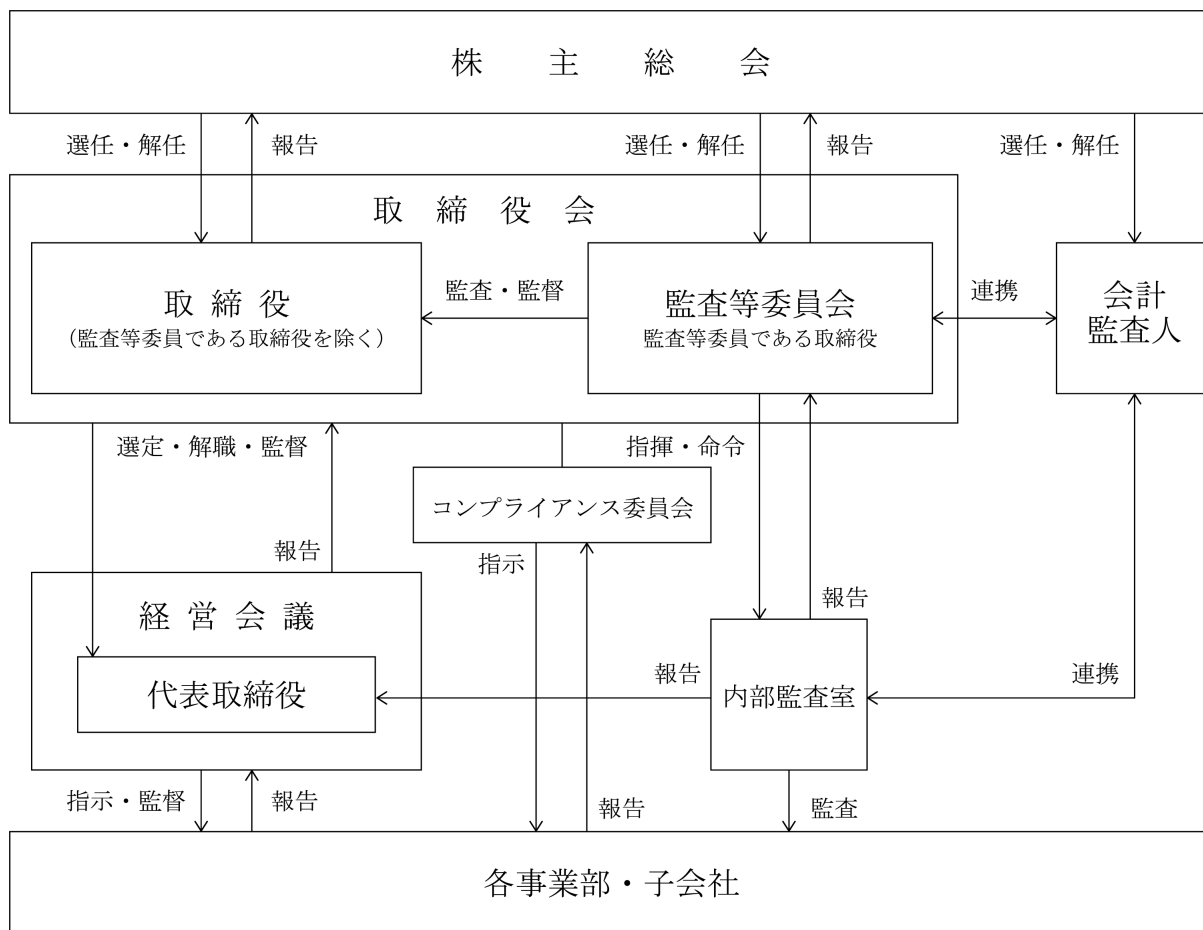 株主総会
選任・解任
報告
選任・解任
報告
選任・解任
取締役会
取締役
（監査等委員である取締役を除く）
監査・監督
監査等委員会
監査等委員である取締役
連携
会計
監査人
選定・解職・監督
指揮・命令
コンプライアンス委員会
報告
指示
経営会議
報告
代表取締役
報告
内部監査室
連携
指示・監督
報告
報告
監査
各事業部・子会社